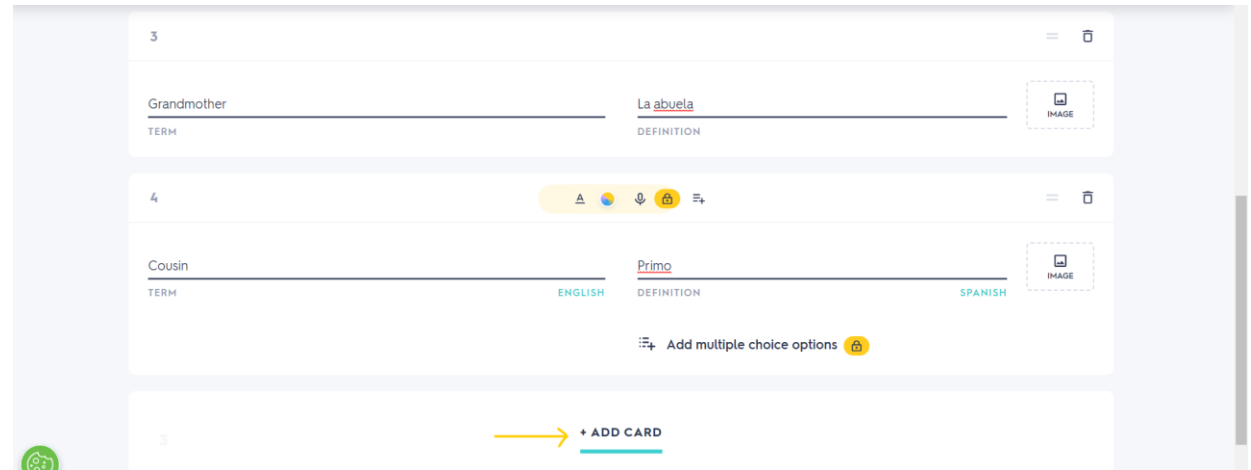 3
Grandmother La abuela
TERM DEFINITION IMAGE
4
Cousin Primo
TERM ENGLISH DEFINITION SPANISH IMAGE
Add multiple choice options
3 + ADD CARD